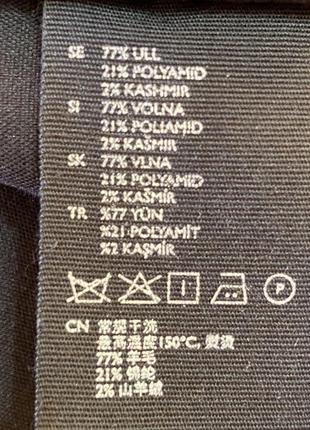 SE 77% ULL
21% POLYAMID
2% KASHMIR
SI 77% VOLNA
21% POLIAMID
2% KAŠMIR
SK 77% VLNA
21% POLYAMID
2% KAŠMÍR
TR %77 YÜN
%21 POLYAMİT
%2 KAŞMİR
P
CN 常规干洗
最高温度150℃, 熨烫
77% 羊毛
21% 锦纶
2% 山羊绒